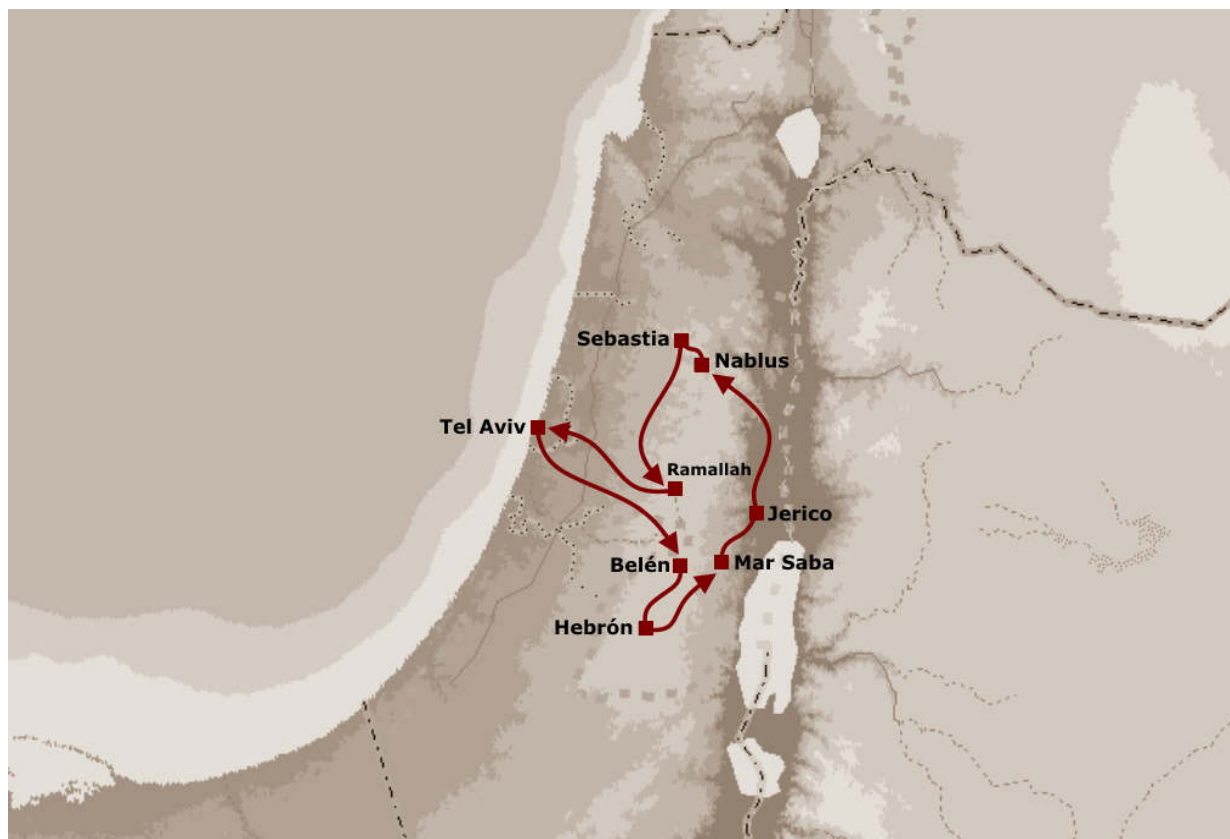 Sebastia
Nablus
Tel Aviv
Ramallah
Jerico
Belén
Mar Saba
Hebrón